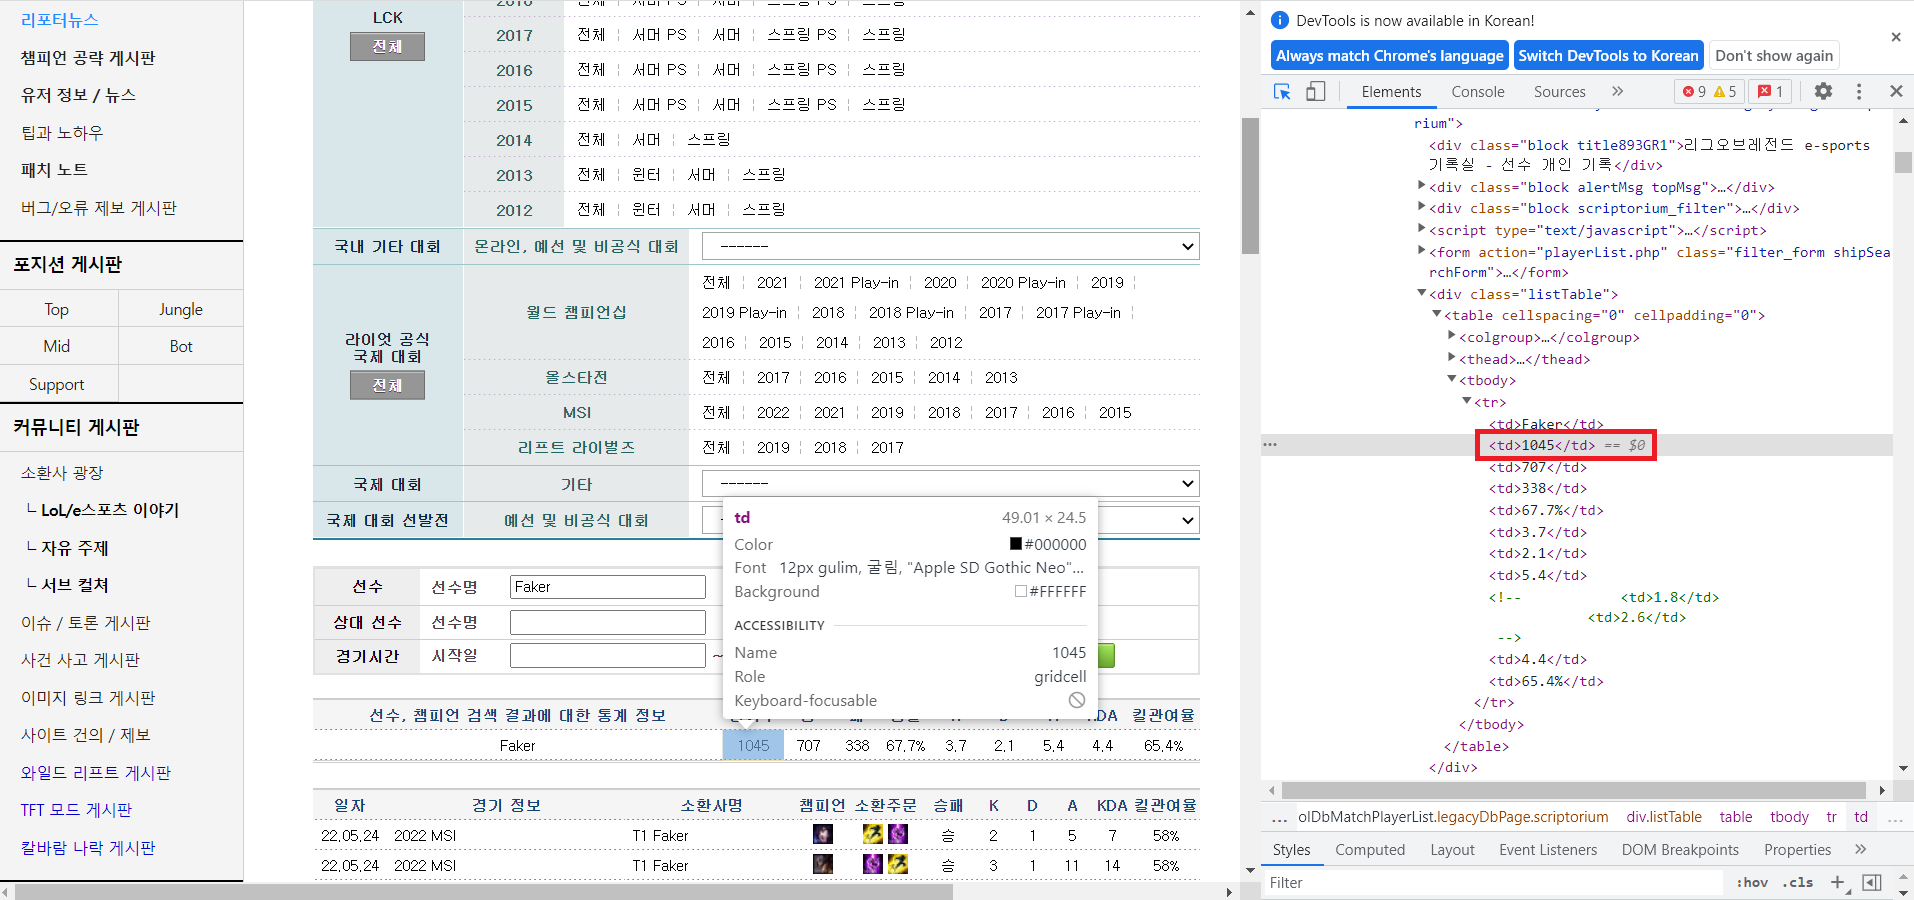 리포터뉴스
챔피언 공략 게시판
유저 정보 / 뉴스
팁과 노하우
패치 노트
버그/오류 제보 게시판
포지션 게시판
Top Jungle
Mid Bot
Support
커뮤니티 게시판
소환사 광장
└ LoL/e스포츠 이야기
└ 자유 주제
└ 서브 컬쳐
이슈 / 토론 게시판
사건 사고 게시판
이미지 링크 게시판
사이트 건의 / 제보
와일드 리프트 게시판
TFT 모드 게시판
칼바람 나락 게시판
LCK
전체
2018 전체 서머 PS 서머 스프링 PS 스프링
2017 전체 서머 PS 서머 스프링 PS 스프링
2016 전체 서머 PS 서머 스프링 PS 스프링
2015 전체 서머 PS 서머 스프링 PS 스프링
2014 전체 서머 스프링
2013 전체 윈터 서머 스프링
2012 전체 윈터 서머 스프링
국내 기타 대회 온라인, 예선 및 비공식 대회 ------
라이엇 공식
국제 대회
전체
월드 챔피언십
전체 2021 2021 Play-in 2020 2020 Play-in 2019
2019 Play-in 2018 2018 Play-in 2017 2017 Play-in
2016 2015 2014 2013 2012
올스타전 전체 2017 2016 2015 2014 2013
MSI 전체 2022 2021 2019 2018 2017 2016 2015
리프트 라이벌즈 전체 2019 2018 2017
국제 대회 기타 ------
국제 대회 선발전 예선 및 비공식 대회
선수 선수명 Faker
상대 선수 선수명
경기시간 시작일 ~
td 49.01 × 24.5
Color #000000
Font 12px gulim, 굴림, "Apple SD Gothic Neo"...
Background #FFFFFF
ACCESSIBILITY
Name 1045
Role gridcell
Keyboard-focusable
선수, 챔피언 검색 결과에 대한 통계 정보 KDA 킬관여율
Faker 1045 707 338 67.7% 3.7 2.1 5.4 4.4 65.4%
일자 경기 정보 소환사명 챔피언 소환주문 승패 K D A KDA 킬관여율
22.05.24 2022 MSI T1 Faker 승 2 1 5 7 58%
22.05.24 2022 MSI T1 Faker 승 3 1 11 14 58%
DevTools is now available in Korean!
Always match Chrome's language Switch DevTools to Korean Don't show again
Elements Console Sources » 9 5 1
rium">
<div class="block title893GR1">리그오브레전드 e-sports
기록실 - 선수 개인 기록</div>
<div class="block alertMsg topMsg">…</div>
<div class="block scriptorium_filter">…</div>
<script type="text/javascript">…</script>
<form action="playerList.php" class="filter_form shipSea
rchForm">…</form>
<div class="listTable">
<table cellspacing="0" cellpadding="0">
<colgroup>…</colgroup>
<thead>…</thead>
<tbody>
<tr>
<td>Faker</td>
<td>1045</td> == $0
<td>707</td>
<td>338</td>
<td>67.7%</td>
<td>3.7</td>
<td>2.1</td>
<td>5.4</td>
<!-- <td>1.8</td>
<td>2.6</td>
-->
<td>4.4</td>
<td>65.4%</td>
</tr>
</tbody>
</table>
</div>
... olDbMatchPlayerList.legacyDbPage.scriptorium div.listTable table tbody tr td ...
Styles Computed Layout Event Listeners DOM Breakpoints Properties »
Filter :hov .cls +